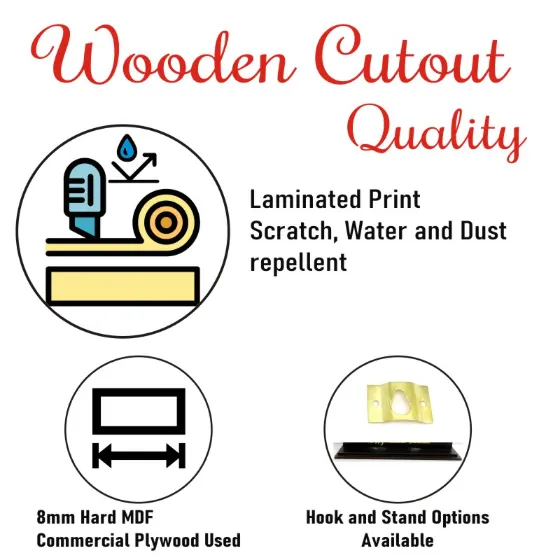 Wooden Cutout
Quality
Laminated Print
Scratch, Water and Dust
repellent
8mm Hard MDF
Commercial Plywood Used
Hook and Stand Options
Available